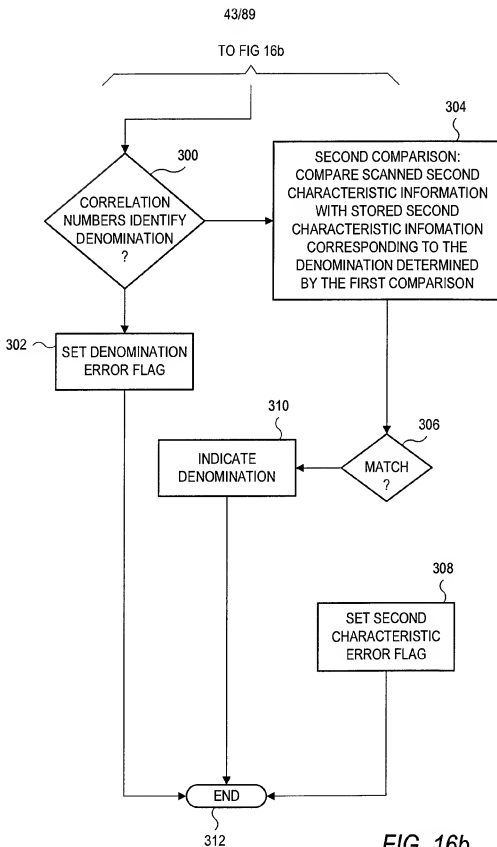 43/89
TO FIG 16b
300
CORRELATION
NUMBERS IDENTIFY
DENOMINATION
?
304
SECOND COMPARISON:
COMPARE SCANNED SECOND
CHARACTERISTIC INFORMATION
WITH STORED SECOND
CHARACTERISTIC INFOMATION
CORRESPONDING TO THE
DENOMINATION DETERMINED
BY THE FIRST COMPARISON
302
SET DENOMINATION
ERROR FLAG
306
MATCH
?
310
INDICATE
DENOMINATION
308
SET SECOND
CHARACTERISTIC
ERROR FLAG
END
312
FIG. 16b